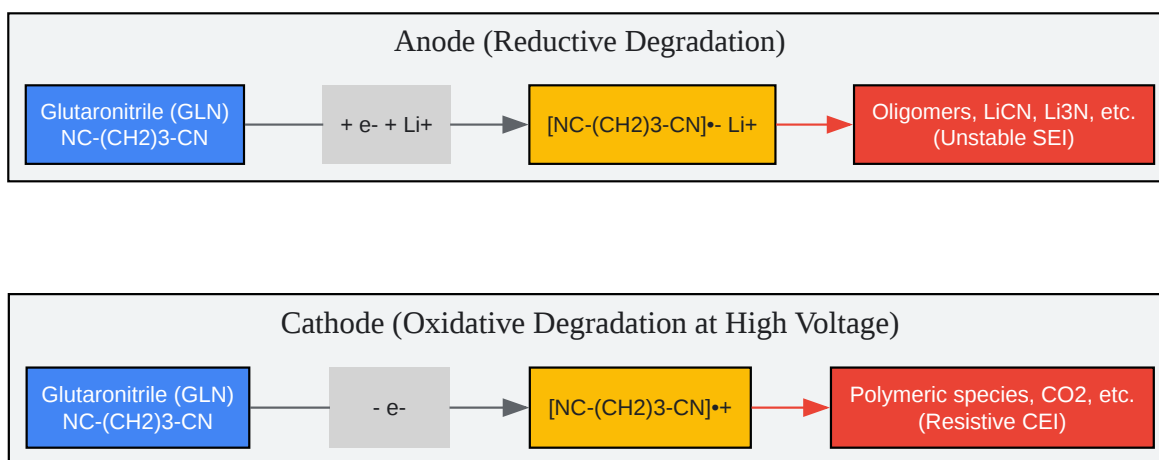 Anode (Reductive Degradation)
Glutaronitrile (GLN)
NC-(CH2)3-CN
+ e- + Li+
[NC-(CH2)3-CN]•- Li+
Oligomers, LiCN, Li3N, etc.
(Unstable SEI)
Cathode (Oxidative Degradation at High Voltage)
Glutaronitrile (GLN)
NC-(CH2)3-CN
- e-
[NC-(CH2)3-CN]•+
Polymeric species, CO2, etc.
(Resistive CEI)